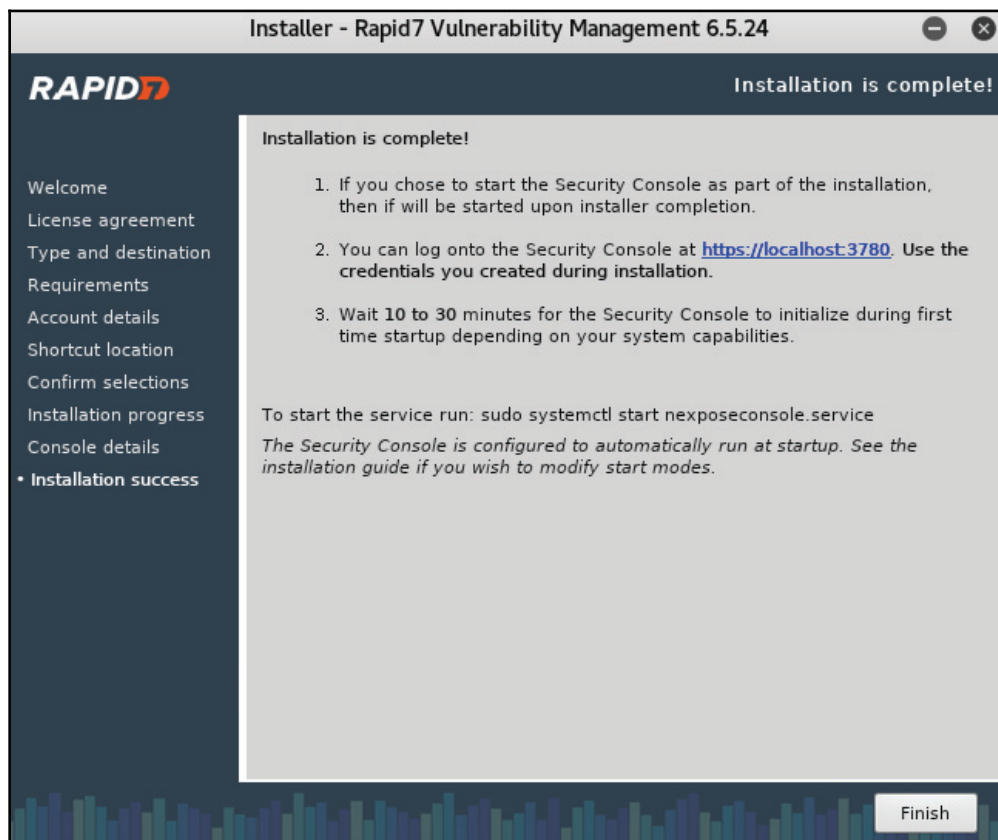 Installer - Rapid7 Vulnerability Management 6.5.24
RAPID7
Installation is complete!
Welcome
License agreement
Type and destination
Requirements
Account details
Shortcut location
Confirm selections
Installation progress
Console details
• Installation success
Installation is complete!
1. If you chose to start the Security Console as part of the installation,
then if will be started upon installer completion.
2. You can log onto the Security Console at https://localhost:3780. Use the
credentials you created during installation.
3. Wait 10 to 30 minutes for the Security Console to initialize during first
time startup depending on your system capabilities.
To start the service run: sudo systemctl start nexposeconsole.service
The Security Console is configured to automatically run at startup. See the
installation guide if you wish to modify start modes.
Finish